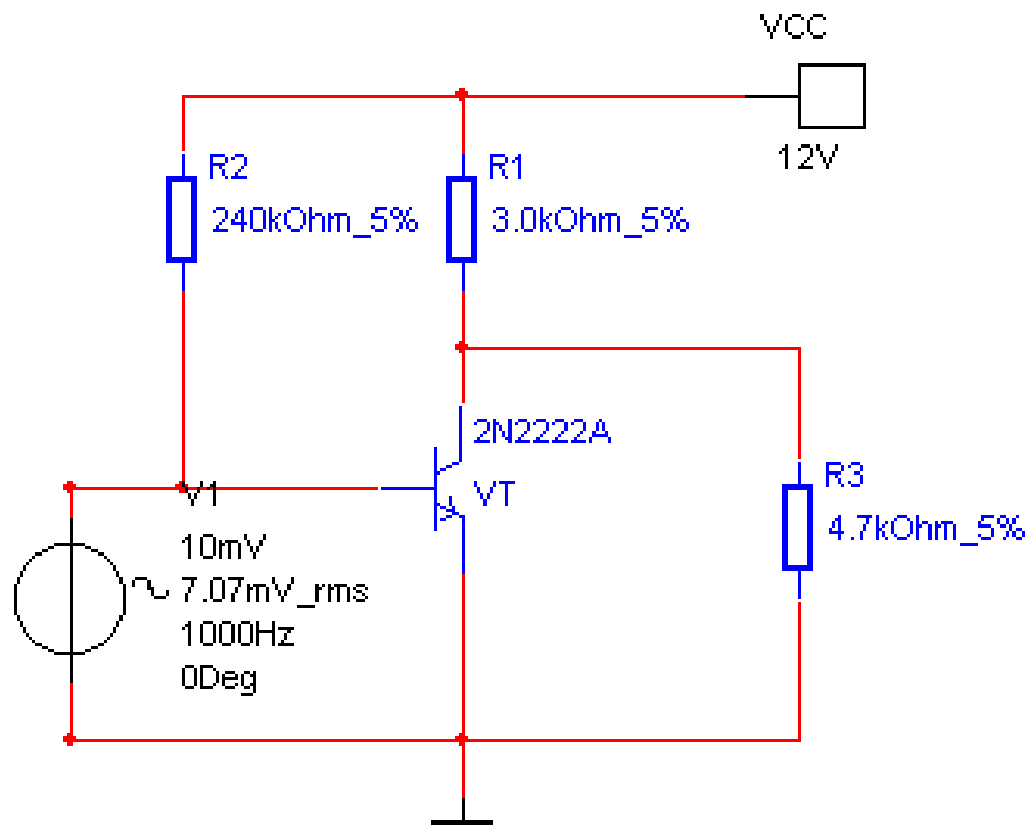 VCC
12V
R2
240kOhm_5%
R1
3.0kOhm_5%
2N2222A
VT
V1
10mV
7.07mV_rms
1000Hz
0Deg
R3
4.7kOhm_5%